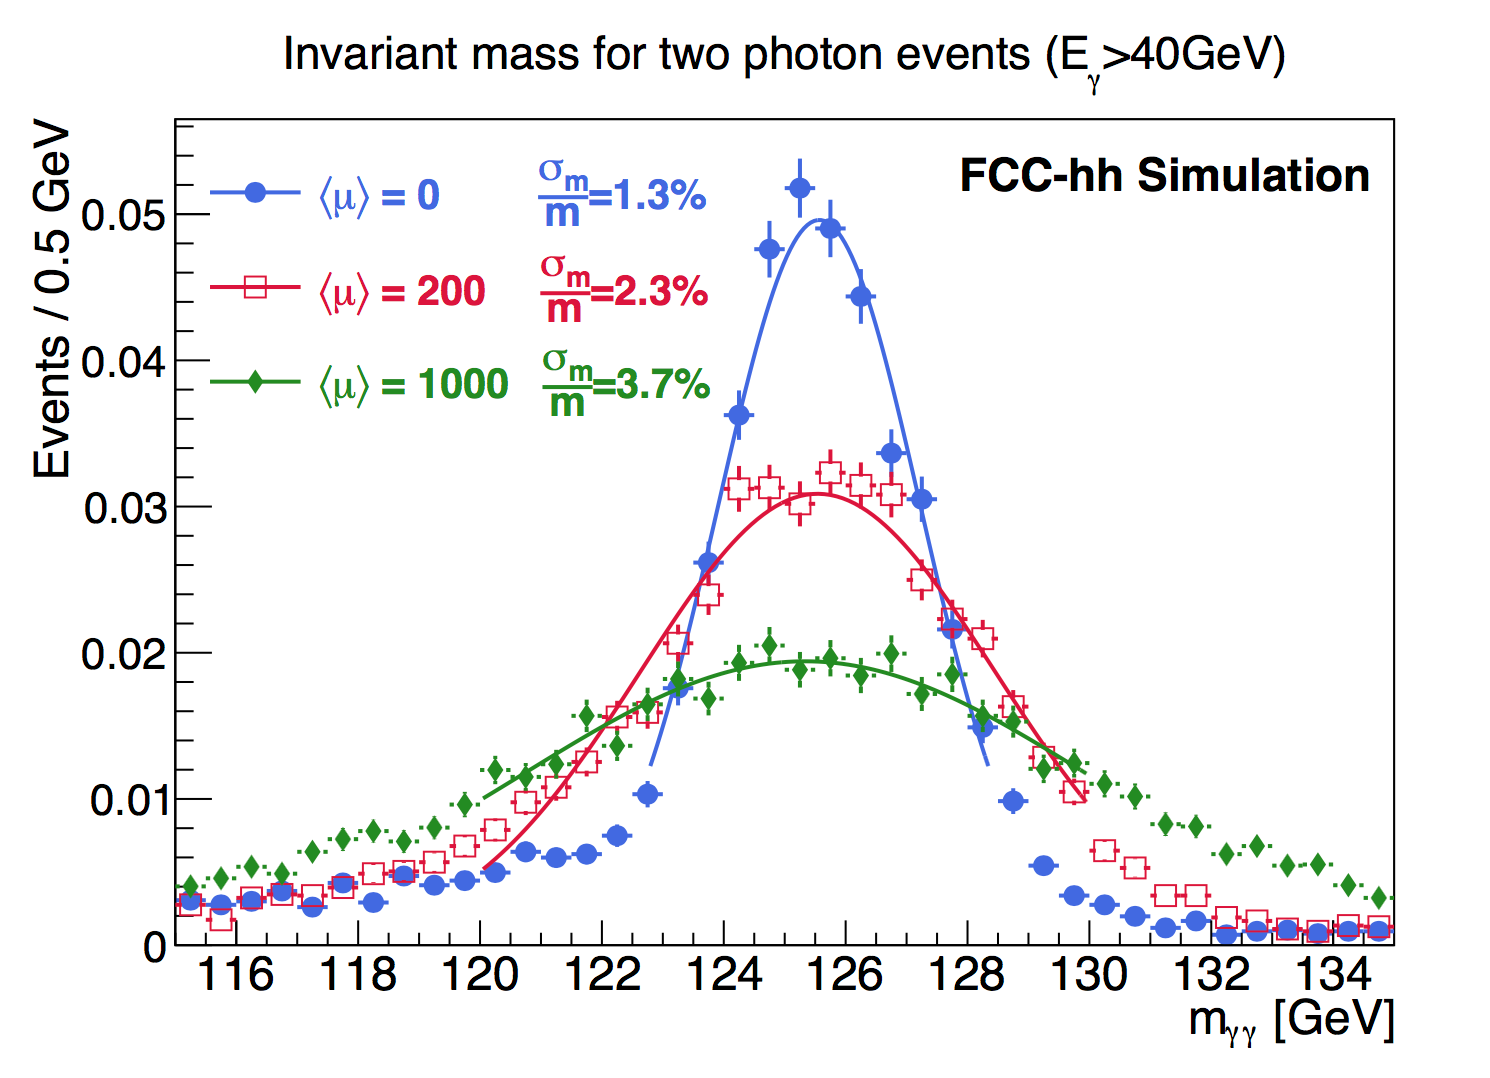 Invariant mass for two photon events (Eγ>40GeV)
Events / 0.5 GeV
FCC-hh Simulation
⟨μ⟩ = 0 σm/m=1.3%
⟨μ⟩ = 200 σm/m=2.3%
⟨μ⟩ = 1000 σm/m=3.7%
0.05
0.04
0.03
0.02
0.01
0
116 118 120 122 124 126 128 130 132 134
mγγ [GeV]